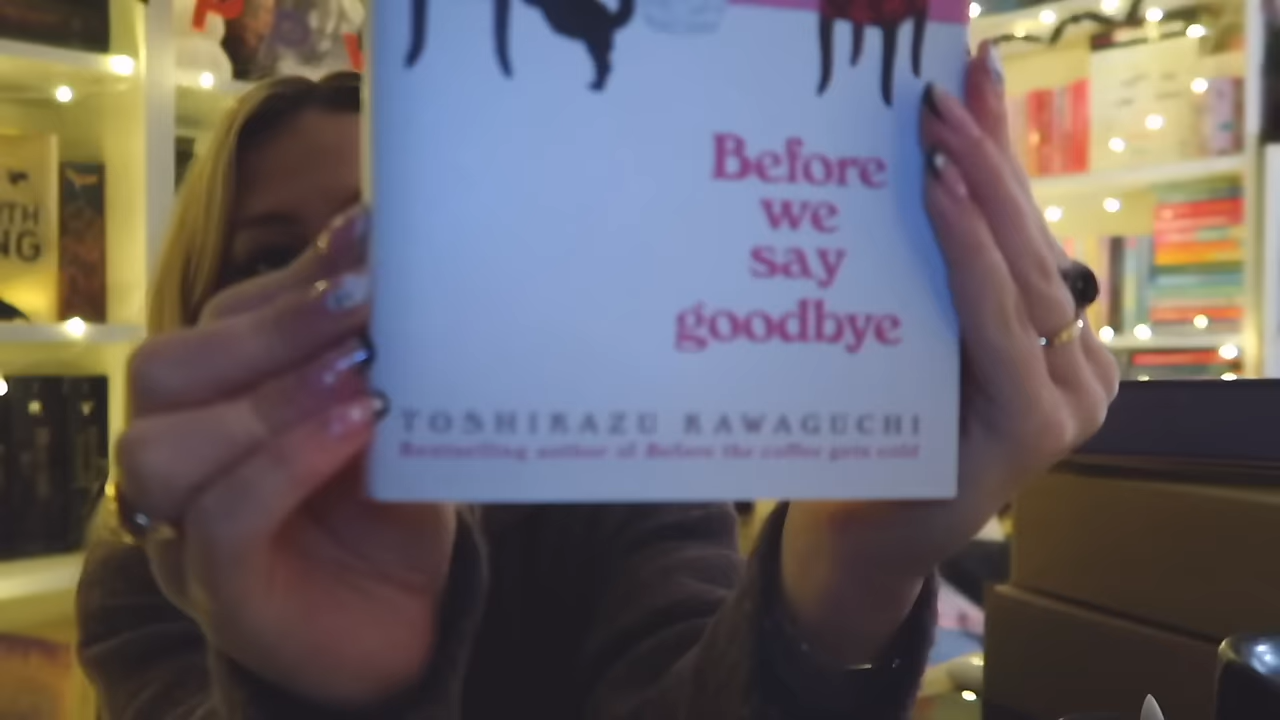 Before
we
say
goodbye
TOSHIKAZU KAWAGUCHI
Bestselling author of Before the coffee gets cold